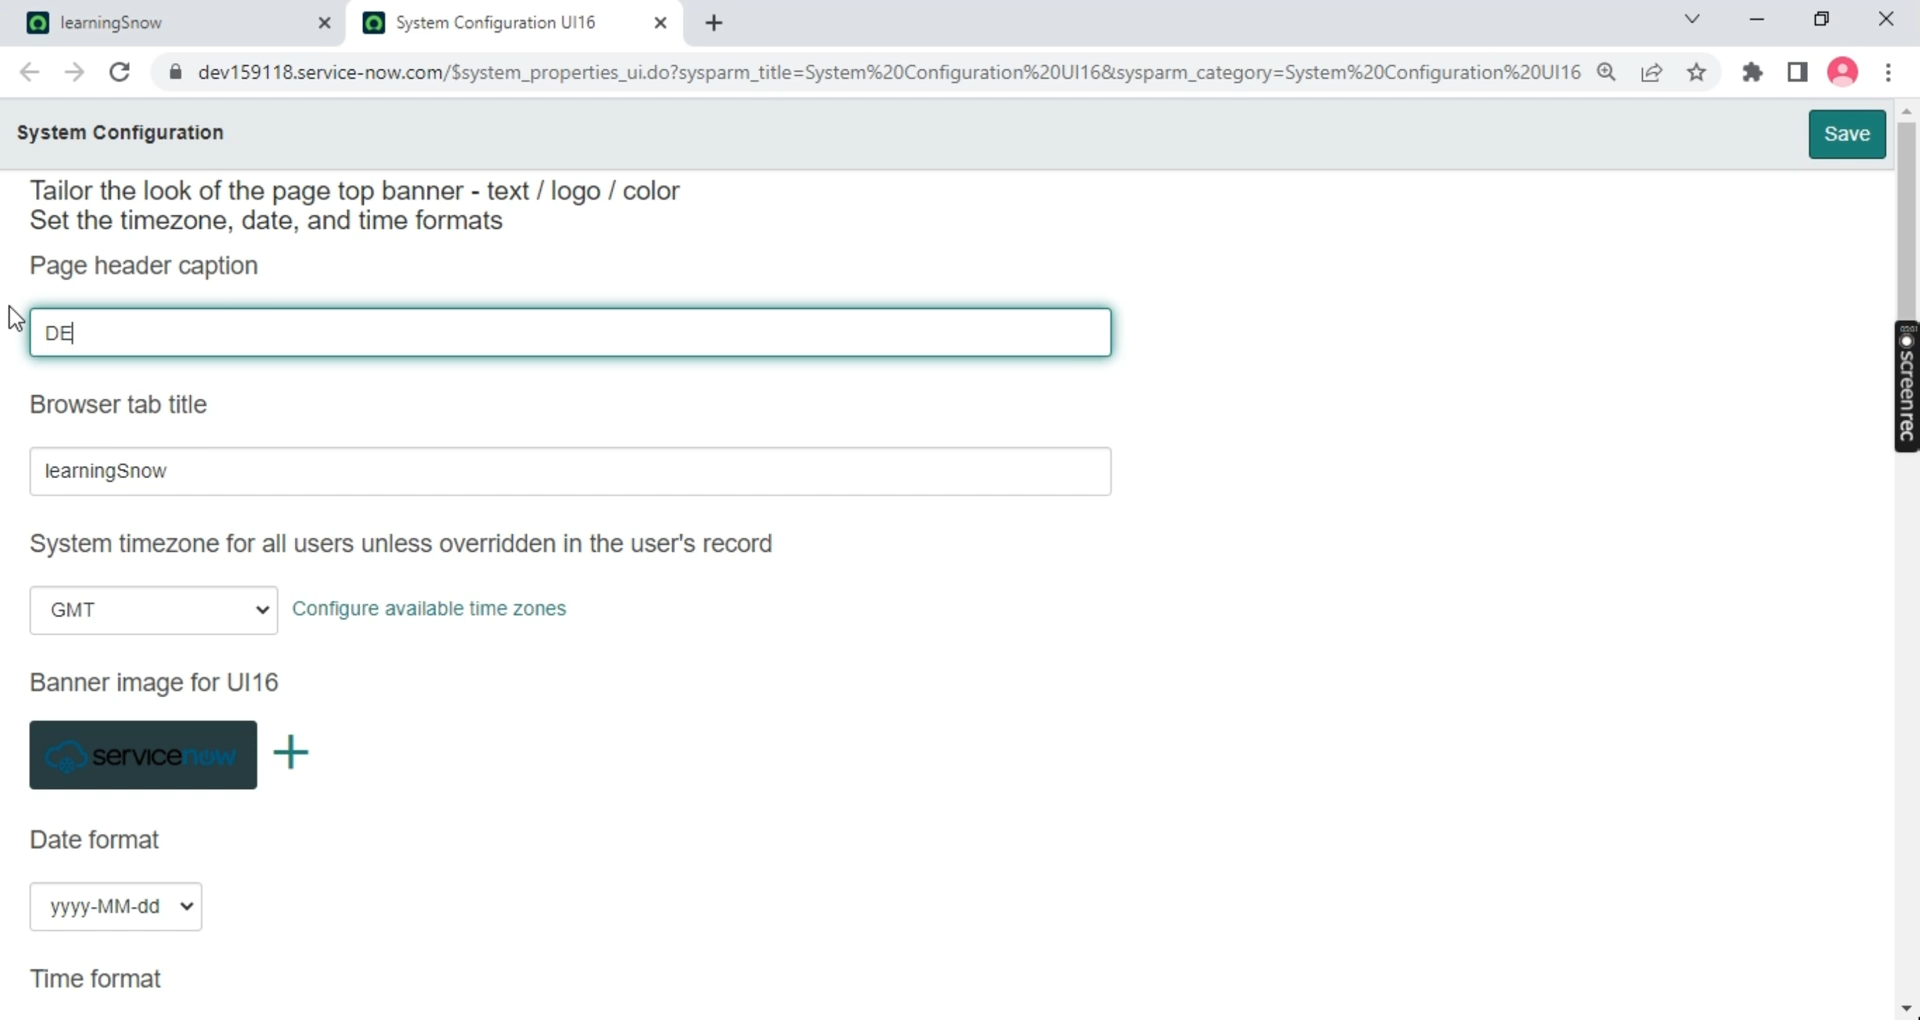 learningSnow
System Configuration UI16
dev159118.service-now.com/$system_properties_ui.do?sysparm_title=System%20Configuration%20UI16&sysparm_category=System%20Configuration%20UI16
System Configuration
Save
Tailor the look of the page top banner - text / logo / color
Set the timezone, date, and time formats
Page header caption
DE
Browser tab title
learningSnow
System timezone for all users unless overridden in the user's record
GMT
Configure available time zones
Banner image for UI16
servicenow
Date format
yyyy-MM-dd
Time format
screenrec